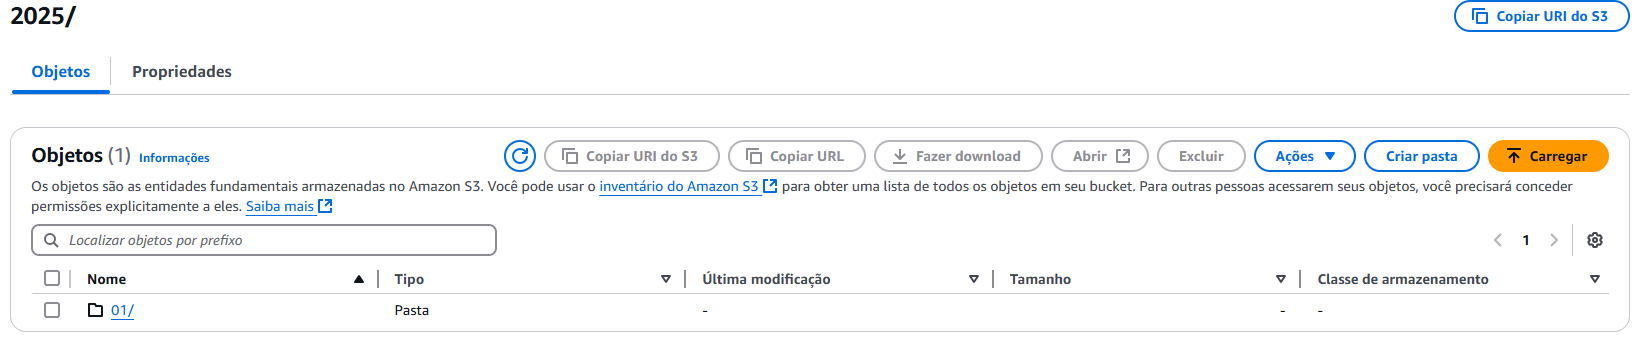 2025/
Copiar URI do S3
Objetos
Propriedades
Objetos (1) Informações
Copiar URI do S3
Copiar URL
Fazer download
Abrir
Excluir
Ações
Criar pasta
Carregar
Os objetos são as entidades fundamentais armazenadas no Amazon S3. Você pode usar o inventário do Amazon S3 para obter uma lista de todos os objetos em seu bucket. Para outras pessoas acessarem seus objetos, você precisará conceder
permissões explicitamente a eles. Saiba mais
Localizar objetos por prefixo
1
Nome Tipo Última modificação Tamanho Classe de armazenamento
01/ Pasta - - -